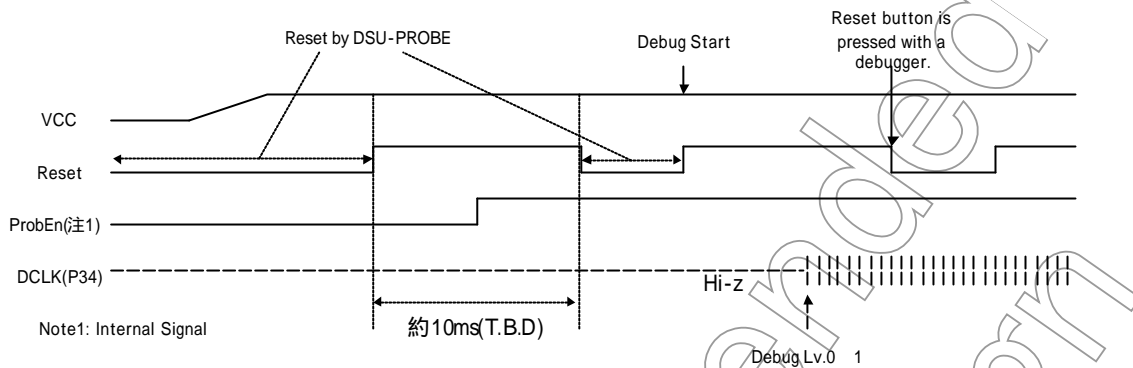 Reset by DSU-PROBE
Debug Start
Reset button is
pressed with a
debugger.
VCC
Reset
ProbEn(注1)
DCLK(P34)
Hi-z
Note1: Internal Signal
約10ms(T.B.D)
Debug Lv.0 1